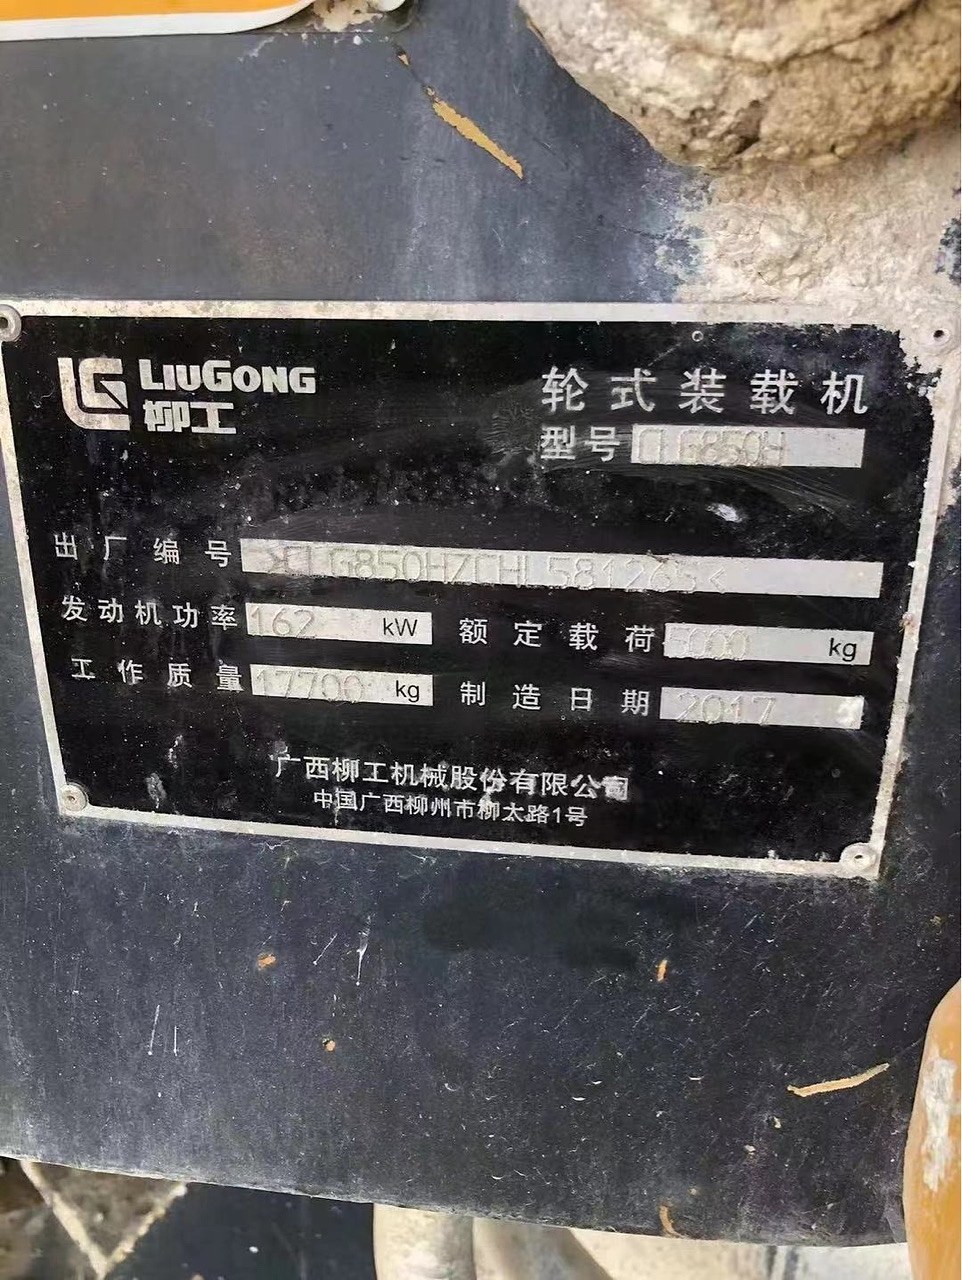 LG LIUGONG
柳工
轮式装载机
型号 CLG850H
出厂编号 >CLG850HZCHL581265<
发动机功率 162 kW 额定载荷 5000 kg
工作质量 17700 kg 制造日期 2017
广西柳工机械股份有限公司
中国广西柳州市柳太路1号